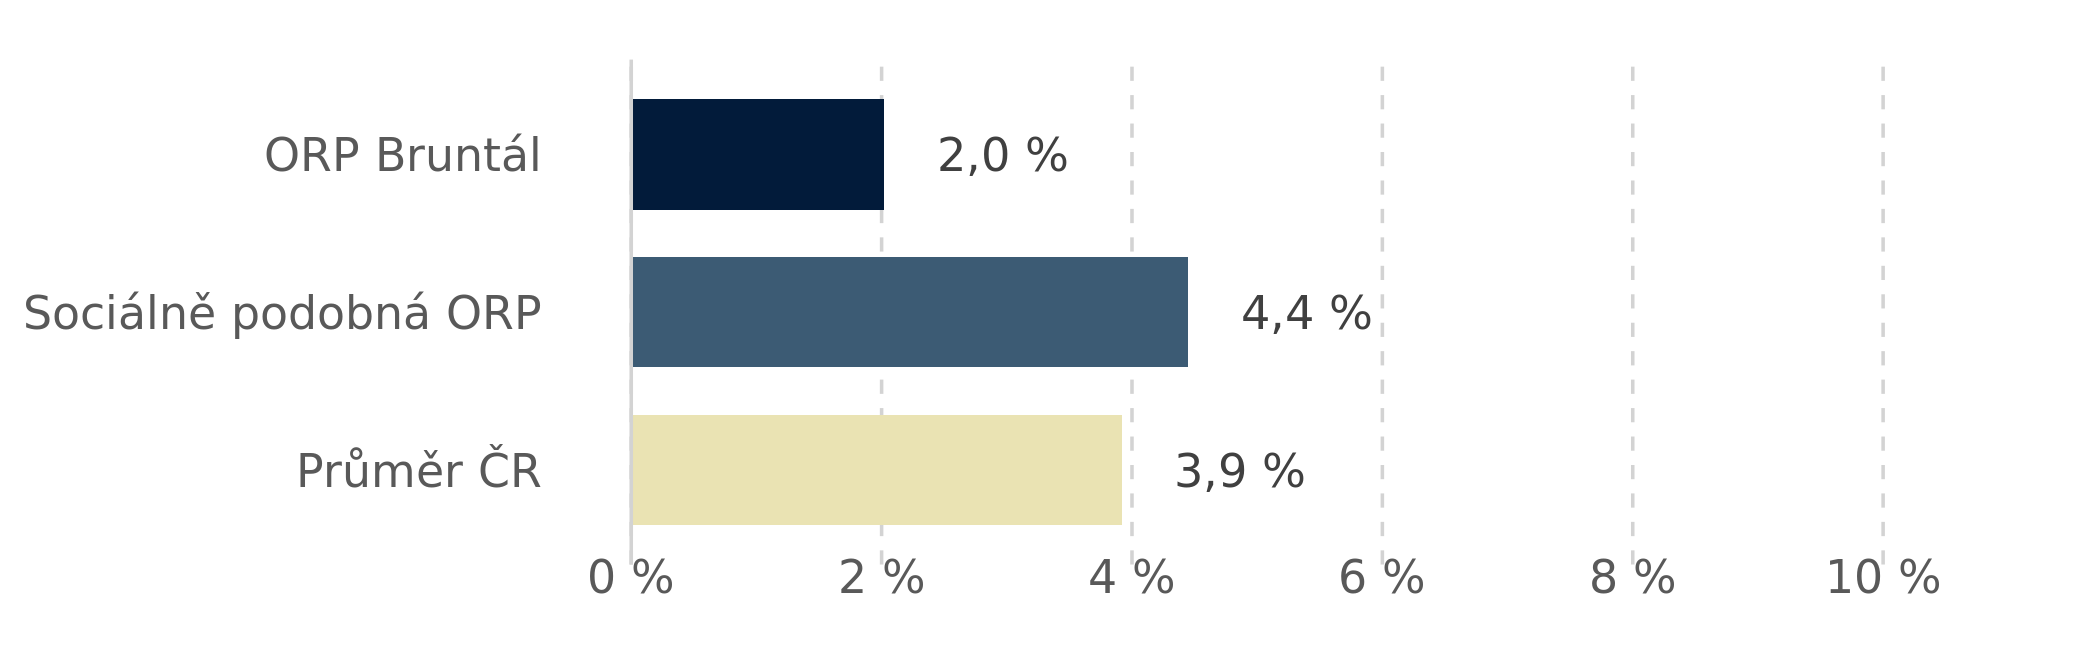 ORP Bruntál
2,0 %
Sociálně podobná ORP
4,4 %
Průměr ČR
3,9 %
0 % 2 % 4 % 6 % 8 % 10 %